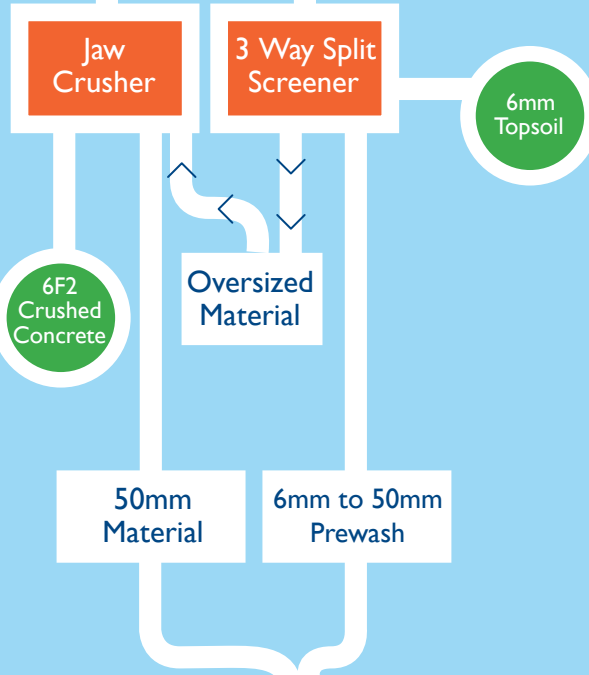 Jaw
Crusher
3 Way Split
Screener
6mm
Topsoil
Oversized
Material
6F2
Crushed
Concrete
50mm
Material
6mm to 50mm
Prewash